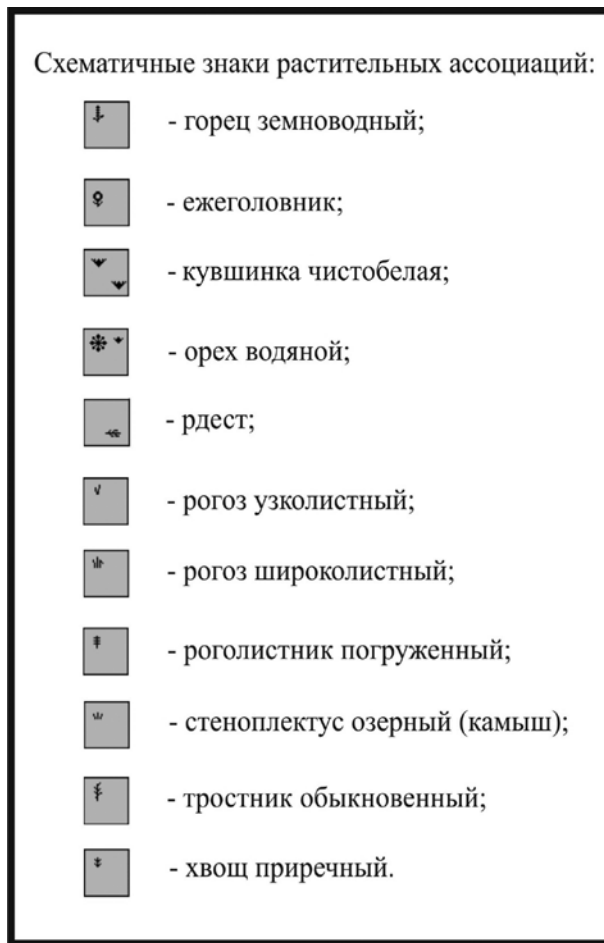 Схематичные знаки растительных ассоциаций:
- горец земноводный;
- ежеголовник;
- кувшинка чистобелая;
- орех водяной;
- рдест;
- рогоз узколистный;
- рогоз широколистный;
- роголистник погруженный;
- стеноплектус озерный (камыш);
- тростник обыкновенный;
- хвощ приречный.